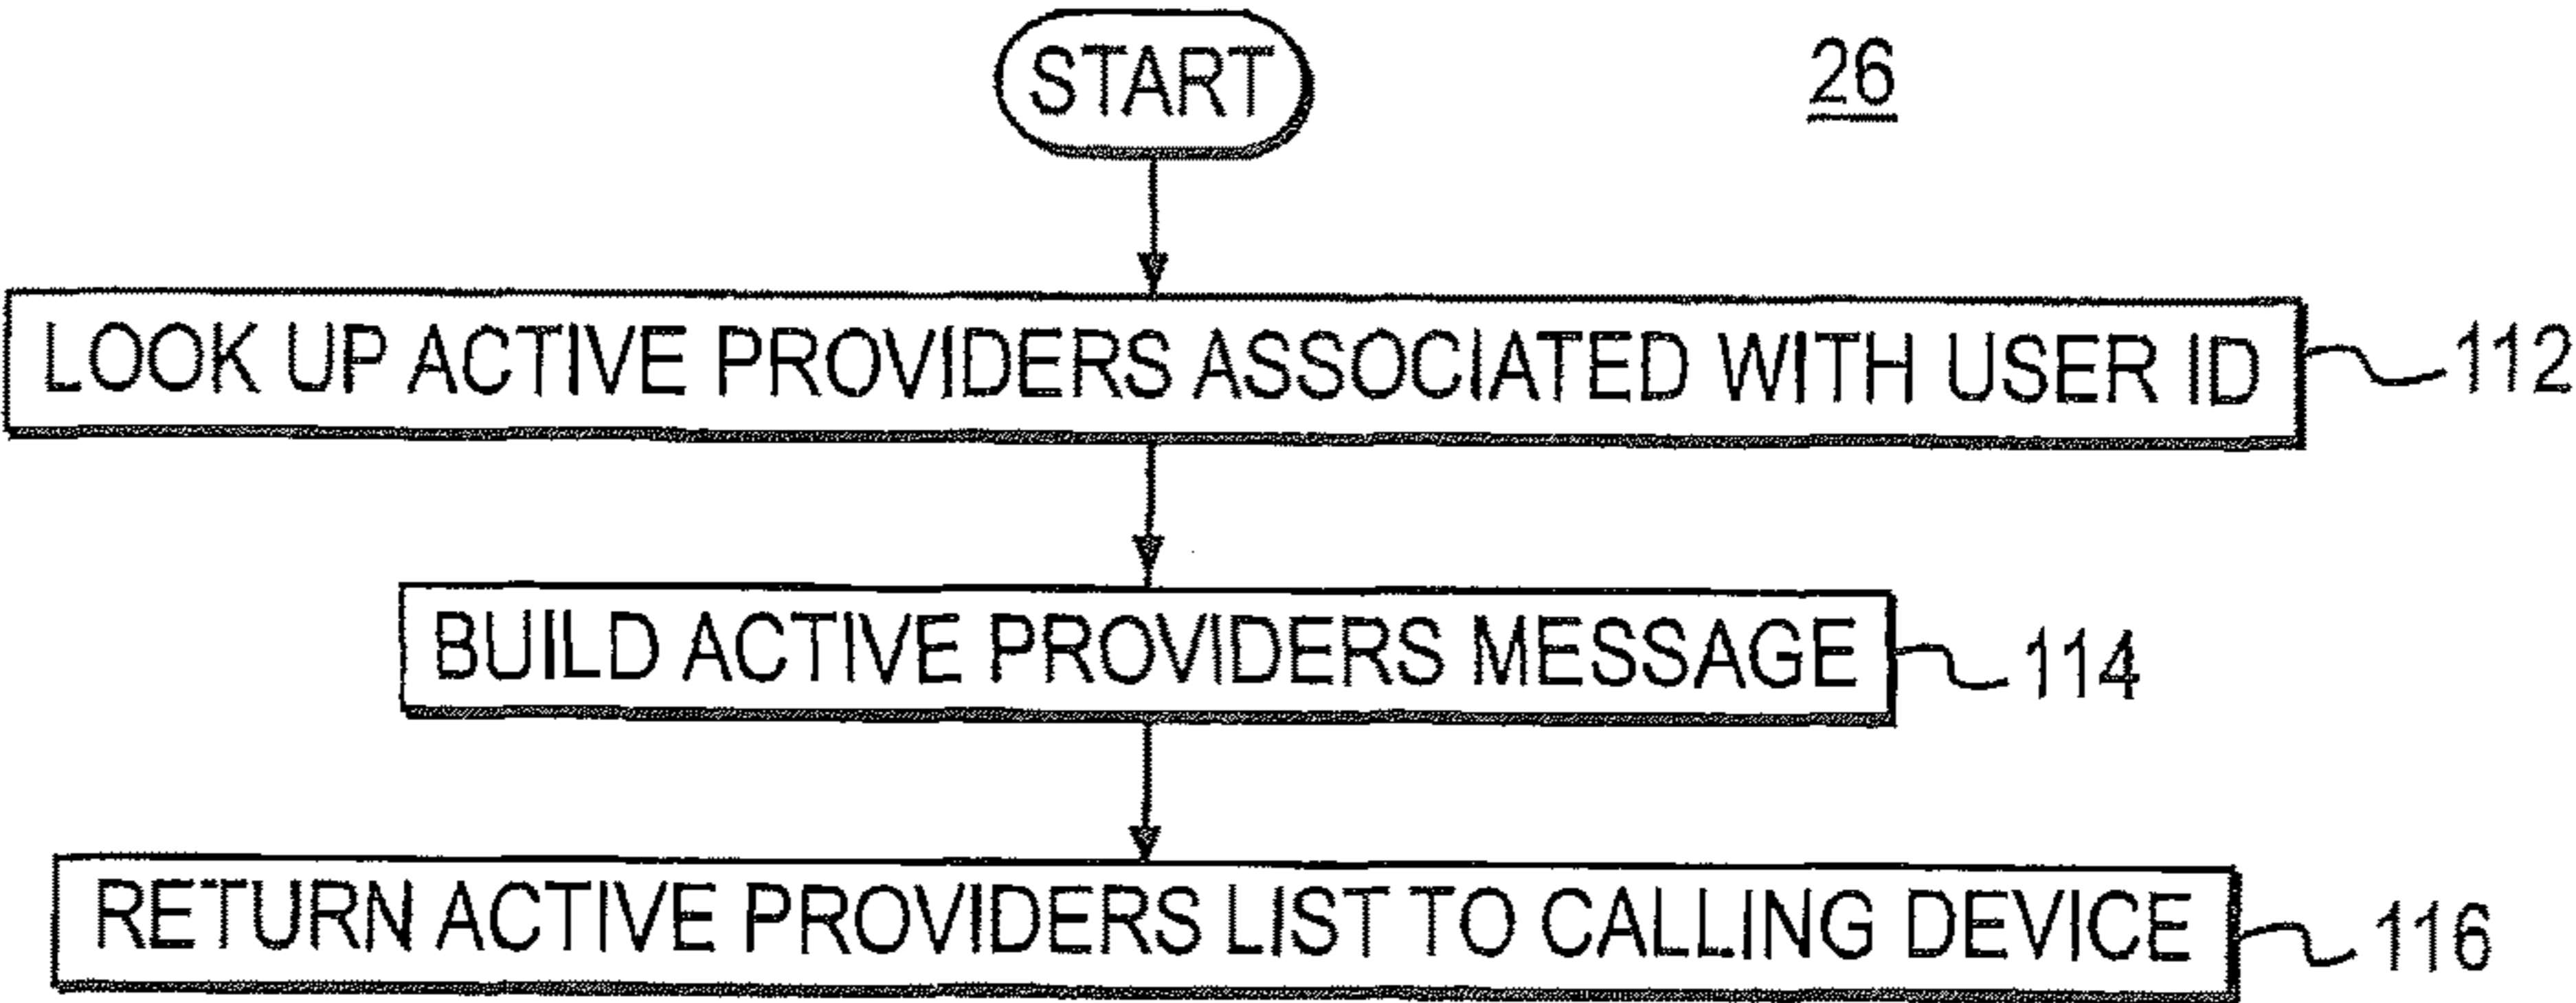 START
26
LOOK UP ACTIVE PROVIDERS ASSOCIATED WITH USER ID
112
BUILD ACTIVE PROVIDERS MESSAGE
114
RETURN ACTIVE PROVIDERS LIST TO CALLING DEVICE
116